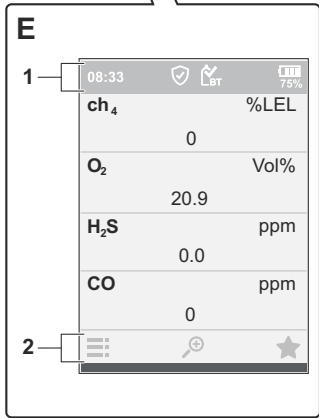 E
1
08:33 BT 75%
ch₄ %LEL
0
O₂ Vol%
20.9
H₂S ppm
0.0
CO ppm
0
2